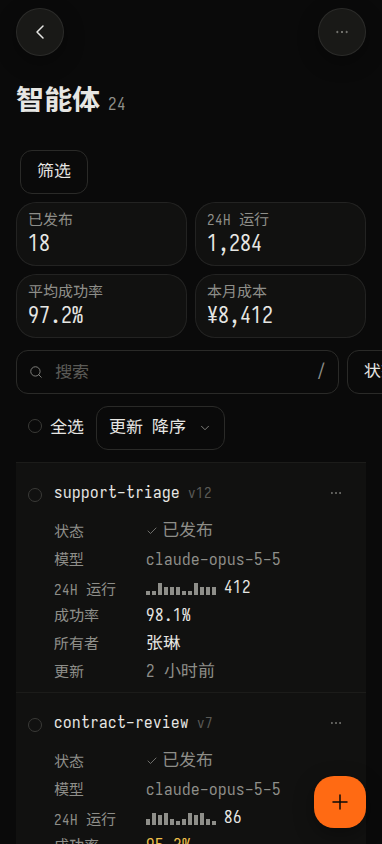 智能体 24
筛选
已发布
18
24H 运行
1,284
平均成功率
97.2%
本月成本
¥8,412
搜索 /
状
全选 更新 降序
support-triage v12
状态 已发布
模型 claude-opus-5-5
24H 运行 412
成功率 98.1%
所有者 张琳
更新 2 小时前
contract-review v7
状态 已发布
模型 claude-opus-5-5
24H 运行 86
成功率